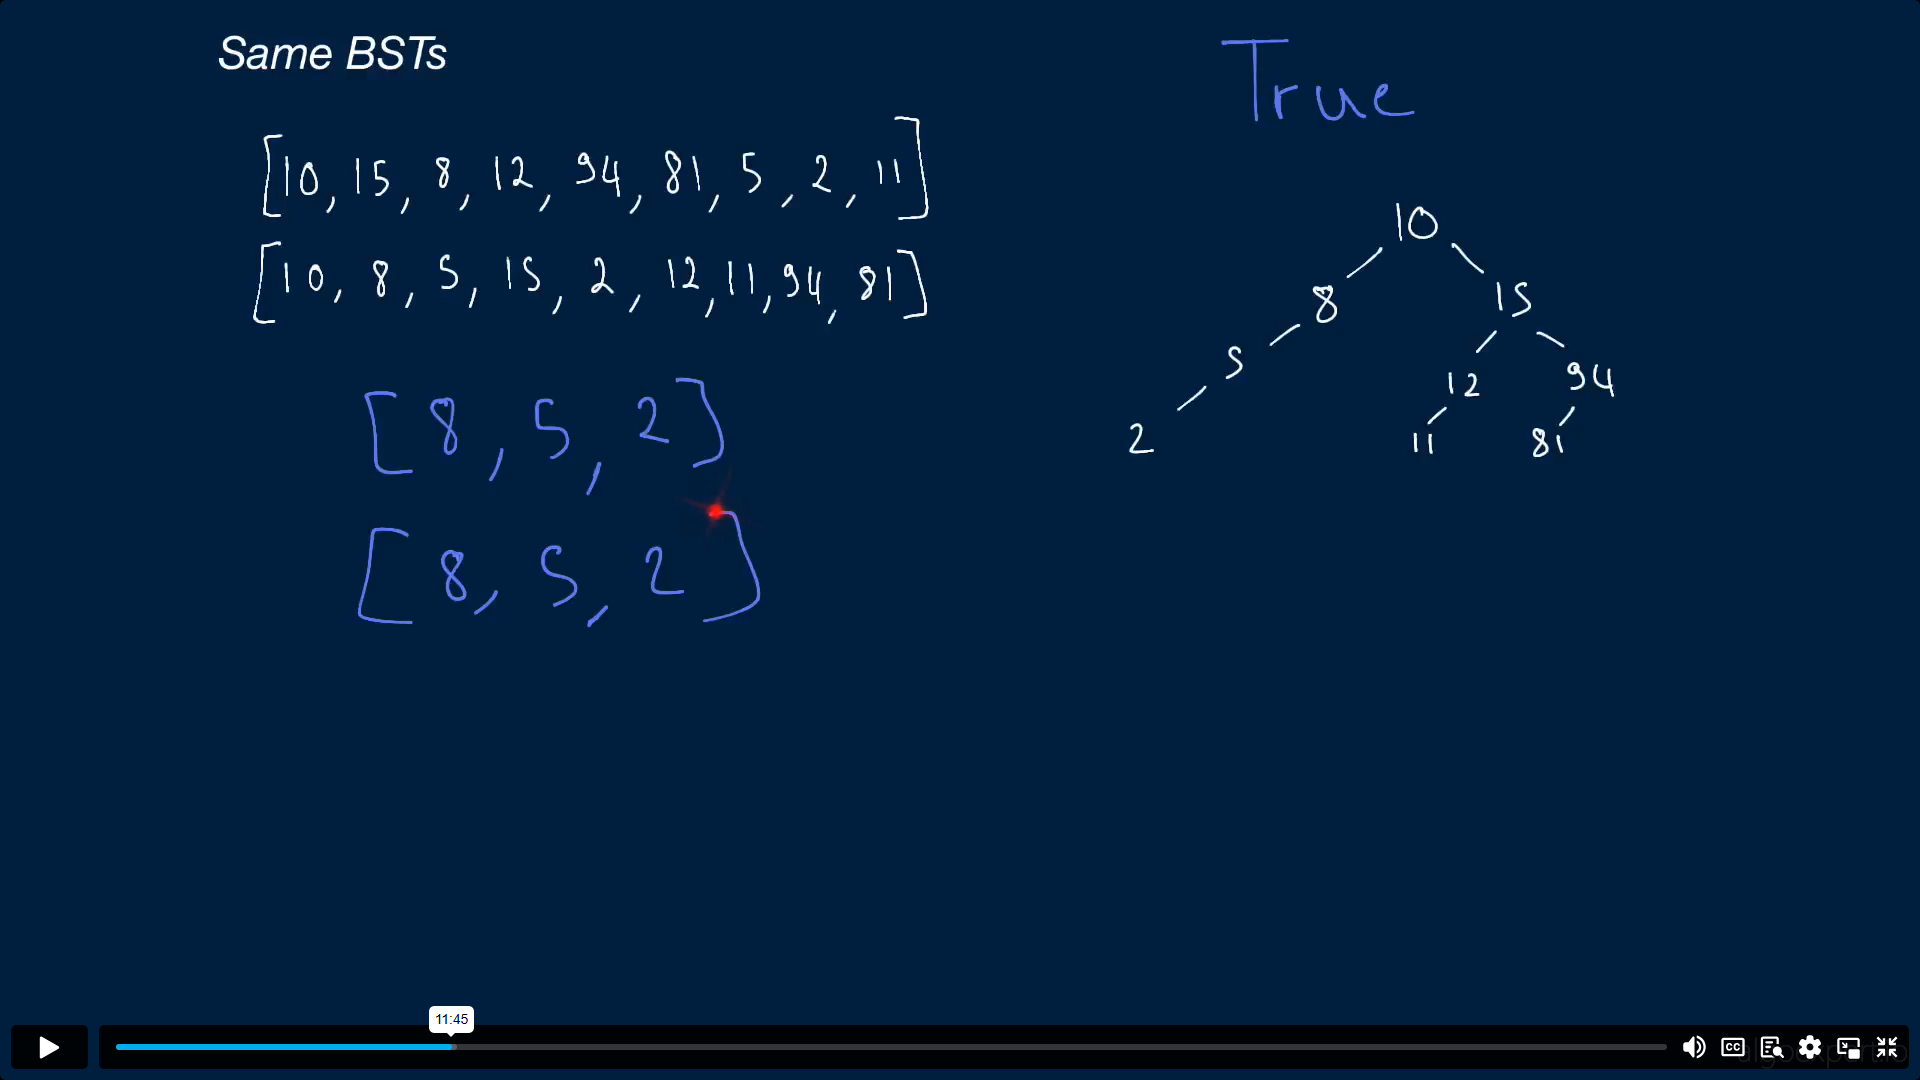 Same BSTs
True
[10, 15, 8, 12, 94, 81, 5, 2, 11]
[10, 8, 5, 15, 2, 12, 11, 94, 81]
[8, 5, 2]
[8, 5, 2]
10
8 15
5 12 94
2 11 81
11:45
CC